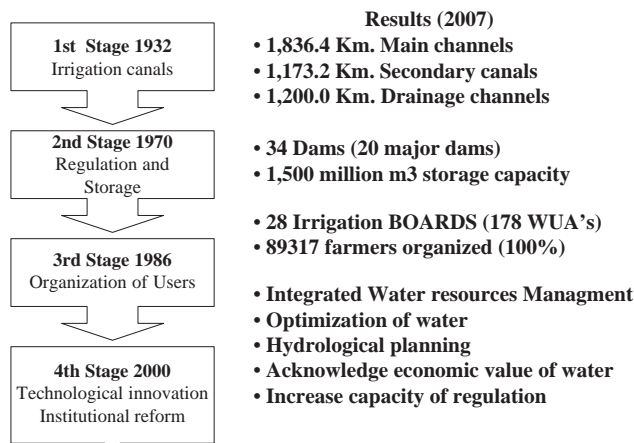 Results (2007)
1st Stage 1932
Irrigation canals
• 1,836.4 Km. Main channels
• 1,173.2 Km. Secondary canals
• 1,200.0 Km. Drainage channels
2nd Stage 1970
Regulation and
Storage
• 34 Dams (20 major dams)
• 1,500 million m3 storage capacity
3rd Stage 1986
Organization of Users
• 28 Irrigation BOARDS (178 WUA's)
• 89317 farmers organized (100%)
4th Stage 2000
Technological innovation
Institutional reform
• Integrated Water resources Managment
• Optimization of water
• Hydrological planning
• Acknowledge economic value of water
• Increase capacity of regulation